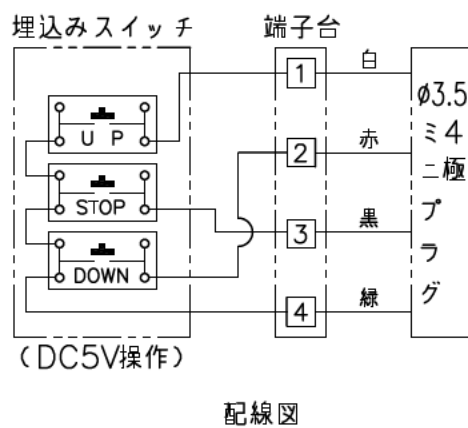 埋込みスイッチ
端子台
1
白
UP
2
赤
STOP
3
黒
DOWN
4
緑
φ3.5
ミ4
ニ極
プ
ラ
グ
(DC5V操作)
配線図